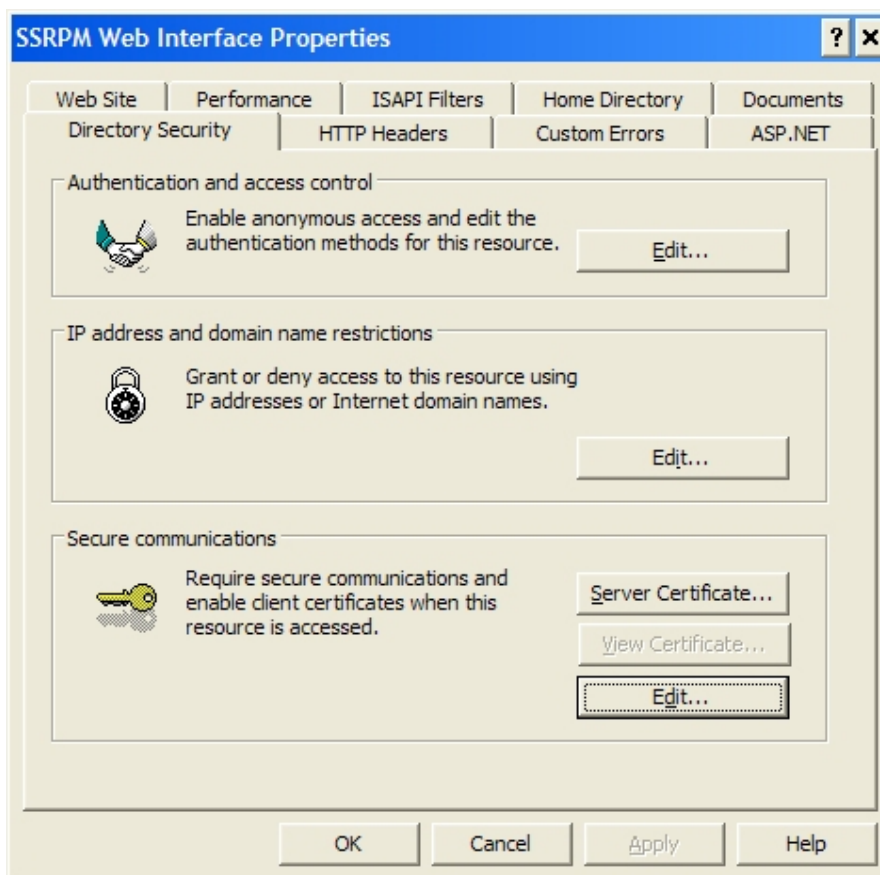 SSRPM Web Interface Properties
Web Site Performance ISAPI Filters Home Directory Documents
Directory Security HTTP Headers Custom Errors ASP.NET
Authentication and access control
Enable anonymous access and edit the
authentication methods for this resource.
Edit...
IP address and domain name restrictions
Grant or deny access to this resource using
IP addresses or Internet domain names.
Edit...
Secure communications
Require secure communications and
enable client certificates when this
resource is accessed.
Server Certificate...
View Certificate...
Edit...
OK Cancel Apply Help